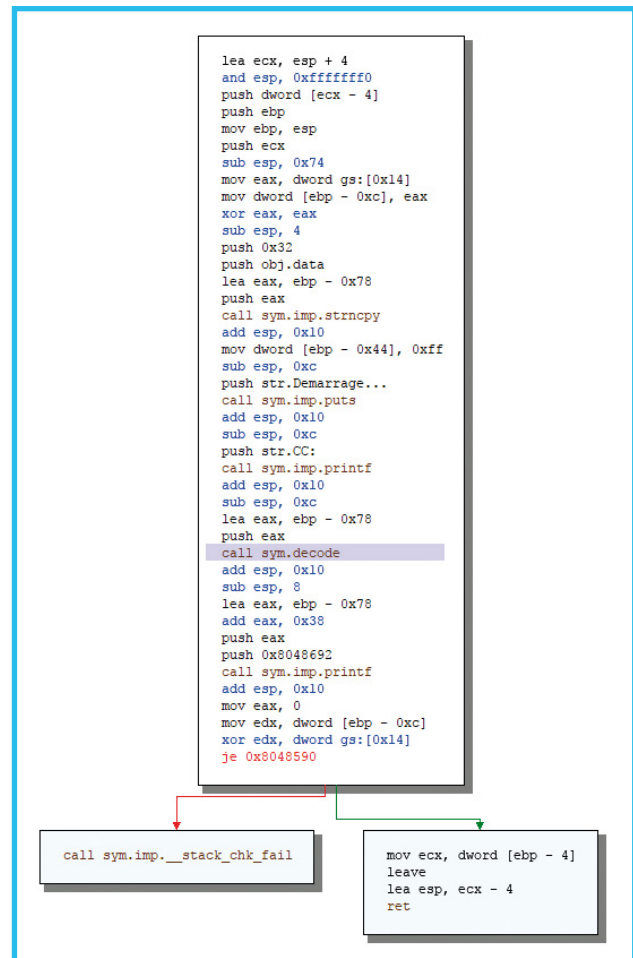 lea ecx, esp + 4
and esp, 0xfffffff0
push dword [ecx - 4]
push ebp
mov ebp, esp
push ecx
sub esp, 0x74
mov eax, dword gs:[0x14]
mov dword [ebp - 0xc], eax
xor eax, eax
sub esp, 4
push 0x32
push obj.data
lea eax, ebp - 0x78
push eax
call sym.imp.strncpy
add esp, 0x10
mov dword [ebp - 0x44], 0xff
sub esp, 0xc
push str.Demarrage...
call sym.imp.puts
add esp, 0x10
sub esp, 0xc
push str.CC:
call sym.imp.printf
add esp, 0x10
sub esp, 0xc
lea eax, ebp - 0x78
push eax
call sym.decode
add esp, 0x10
sub esp, 8
lea eax, ebp - 0x78
add eax, 0x38
push eax
push 0x8048692
call sym.imp.printf
add esp, 0x10
mov eax, 0
mov edx, dword [ebp - 0xc]
xor edx, dword gs:[0x14]
je 0x8048590
call sym.imp.__stack_chk_fail
mov ecx, dword [ebp - 4]
leave
lea esp, ecx - 4
ret